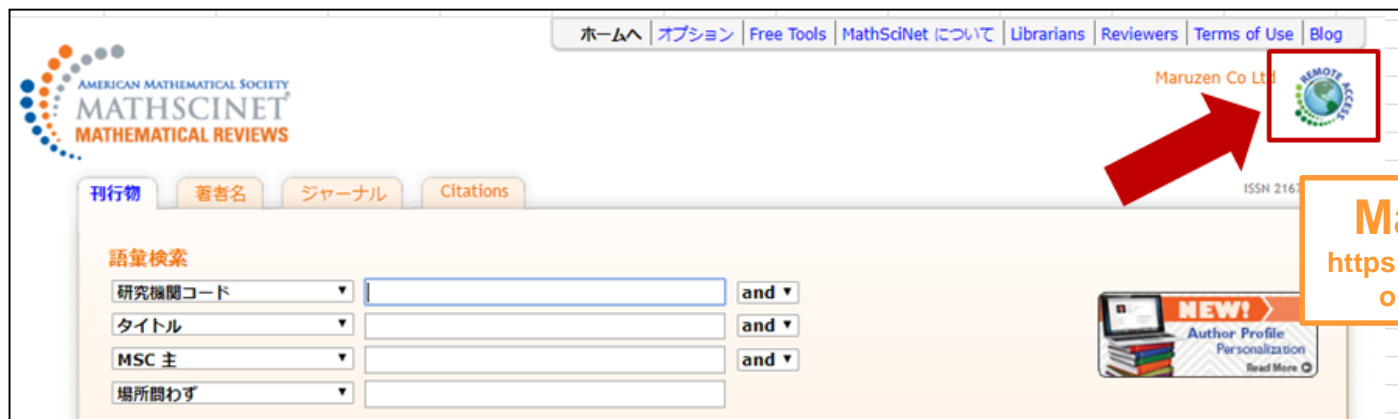 ホームへ オプション Free Tools MathSciNet について Librarians Reviewers Terms of Use Blog
AMERICAN MATHEMATICAL SOCIETY
MATHSCINET®
MATHEMATICAL REVIEWS
Maruzen Co Ltd
REMOTE ACCESS
刊行物 著者名 ジャーナル Citations
ISSN 2167
Ma
https
語彙検索
研究機関コード and
タイトル and
MSC 主 and
場所問わず
NEW!
Author Profile
Personalization
Read More